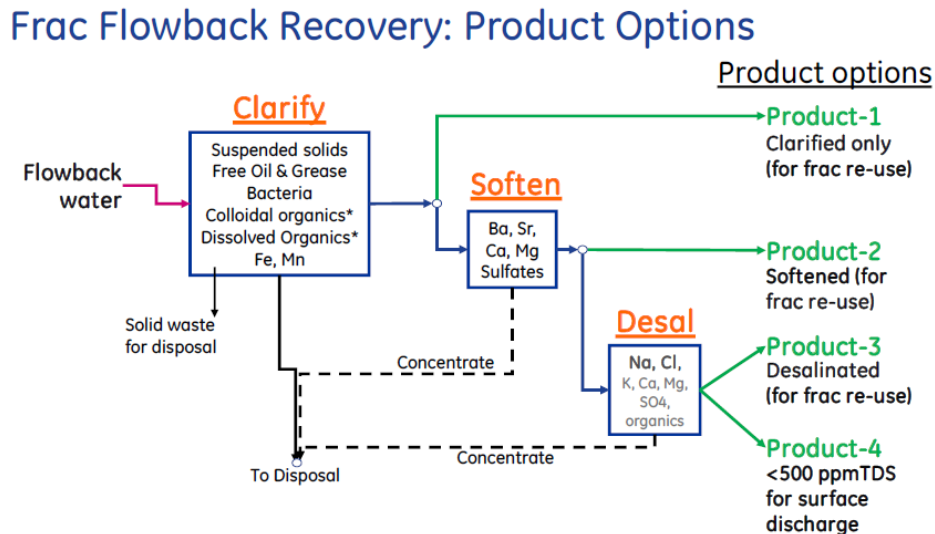 Frac Flowback Recovery: Product Options
Product options
Clarify
Suspended solids
Free Oil & Grease
Bacteria
Colloidal organics*
Dissolved Organics*
Fe, Mn
Flowback
water
Solid waste
for disposal
Soften
Ba, Sr,
Ca, Mg
Sulfates
Desal
Na, Cl,
K, Ca, Mg,
SO4,
organics
Concentrate
Concentrate
To Disposal
Product-1
Clarified only
(for frac re-use)
Product-2
Softened (for
frac re-use)
Product-3
Desalinated
(for frac re-use)
Product-4
<500 ppmTDS
for surface
discharge